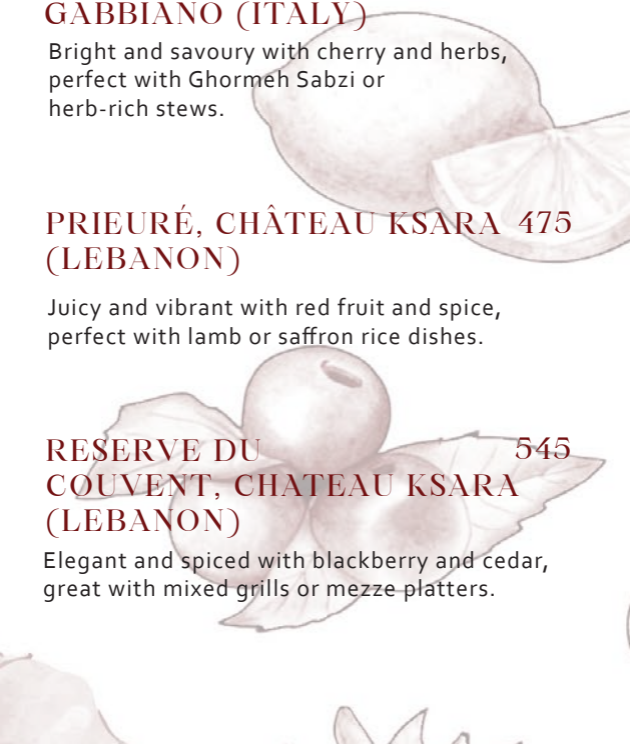 GABBIANO (ITALY)
Bright and savoury with cherry and herbs,
perfect with Ghormeh Sabzi or
herb-rich stews.
PRIEURÉ, CHÂTEAU KSARA 475
(LEBANON)
Juicy and vibrant with red fruit and spice,
perfect with lamb or saffron rice dishes.
RESERVE DU 545
COUVENT, CHATEAU KSARA
(LEBANON)
Elegant and spiced with blackberry and cedar,
great with mixed grills or mezze platters.